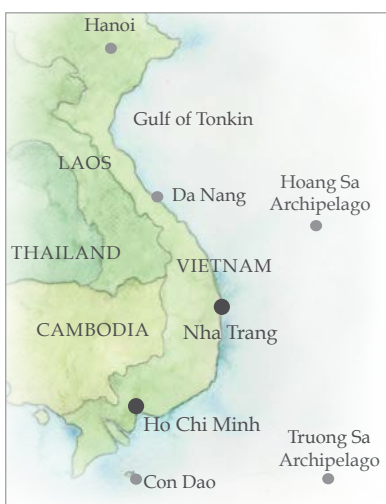 Hanoi
Gulf of Tonkin
LAOS
Da Nang
Hoang Sa
Archipelago
THAILAND
VIETNAM
Nha Trang
CAMBODIA
Ho Chi Minh
Truong Sa
Archipelago
Con Dao